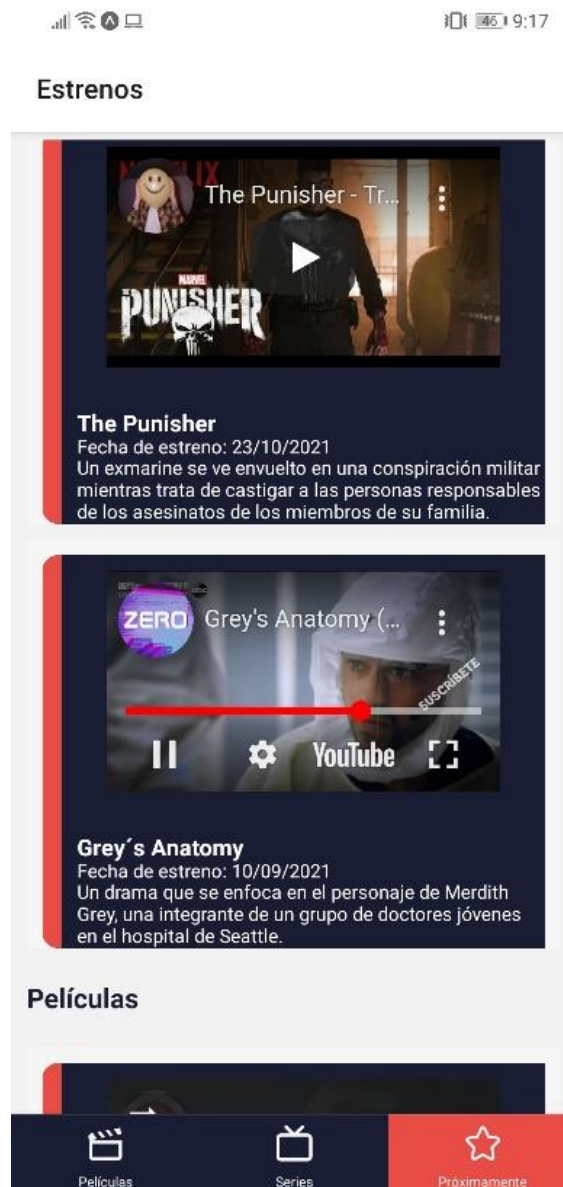 46 9:17
Estrenos
NETFLIX
The Punisher - Tr...
MARVEL
PUNISHER
The Punisher
Fecha de estreno: 23/10/2021
Un exmarine se ve envuelto en una conspiración militar
mientras trata de castigar a las personas responsables
de los asesinatos de los miembros de su familia.
abc
ZERO
Grey's Anatomy (...
SUSCRÍBETE
YouTube
Grey´s Anatomy
Fecha de estreno: 10/09/2021
Un drama que se enfoca en el personaje de Merdith
Grey, una integrante de un grupo de doctores jóvenes
en el hospital de Seattle.
Películas
Películas
Series
Próximamente